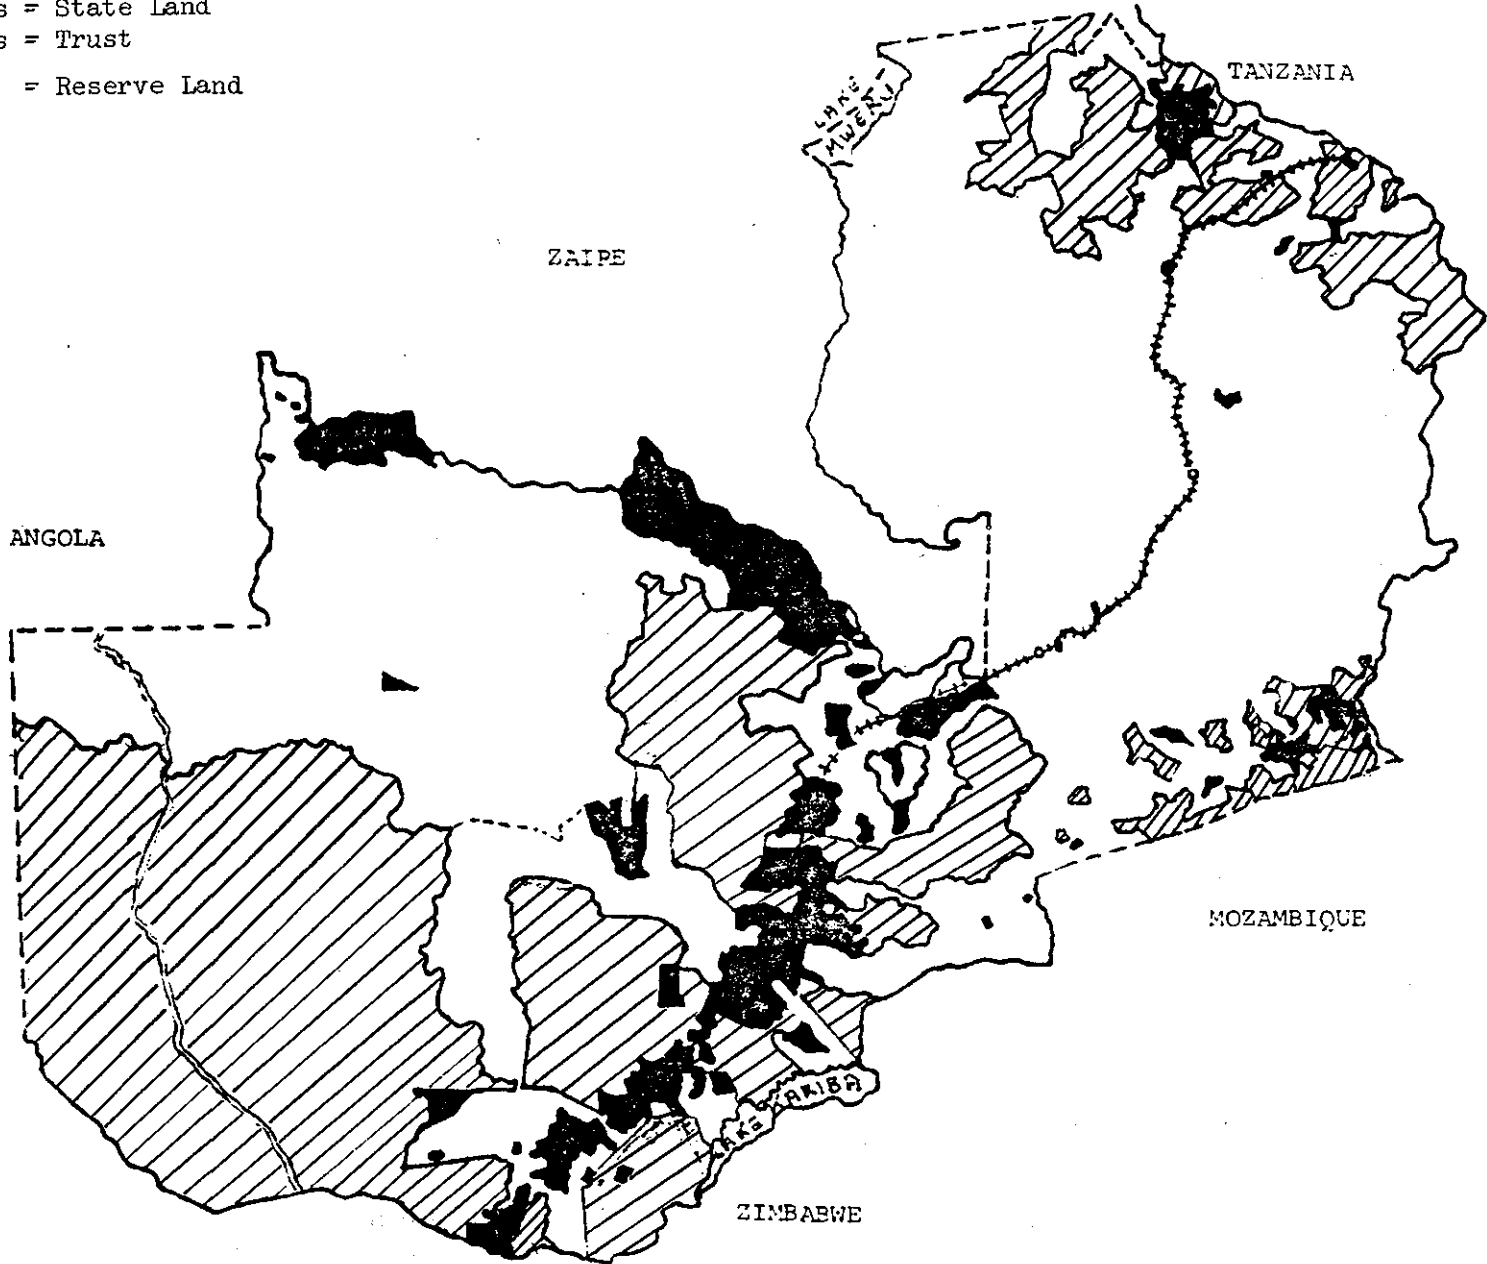 s = State Land
s = Trust
= Reserve Land
TANZANIA
LAKE
MWERU
ZAIPE
ANGOLA
MOZAMBIQUE
LAKE KARIBA
ZIMBABWE